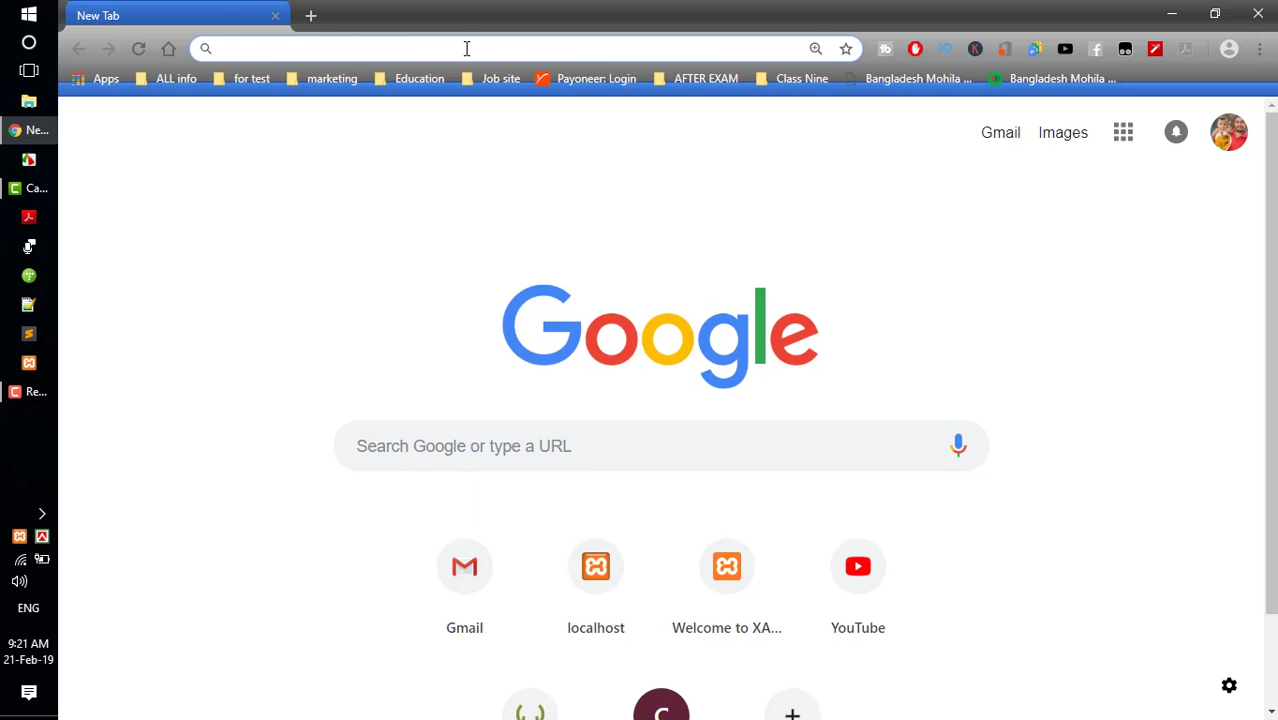 New Tab
Apps ALL info for test marketing Education Job site Payoneer: Login AFTER EXAM Class Nine Bangladesh Mohila ... Bangladesh Mohila ...
Gmail Images
Ne...
Ca...
Re...
Google
Search Google or type a URL
Gmail localhost Welcome to XA... YouTube
ENG
9:21 AM
21-Feb-19